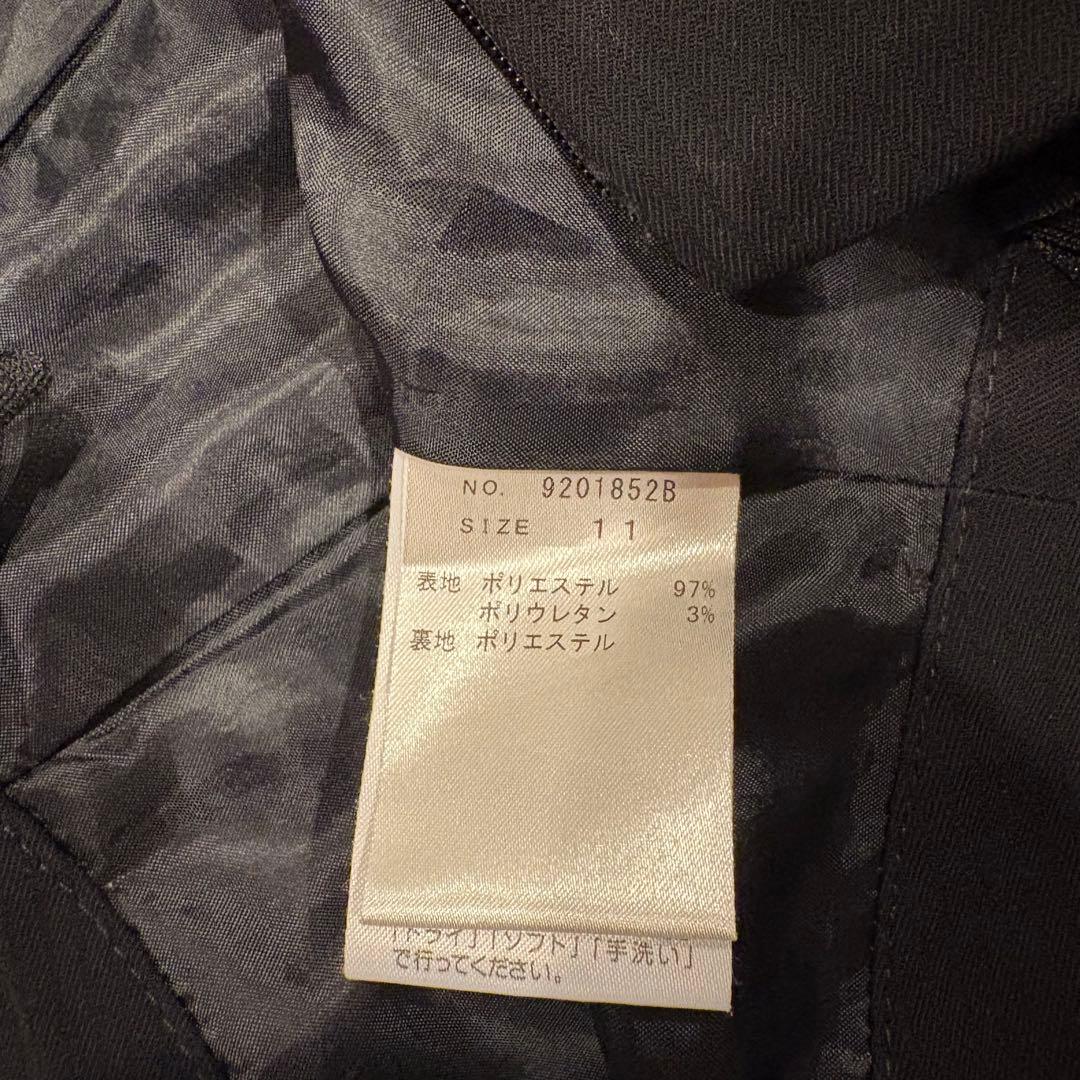 NO. 9201852B
SIZE 11
表地 ポリエステル 97%
ポリウレタン 3%
裏地 ポリエステル
「ドライ」「ソフト」「手洗い」
で行ってください。